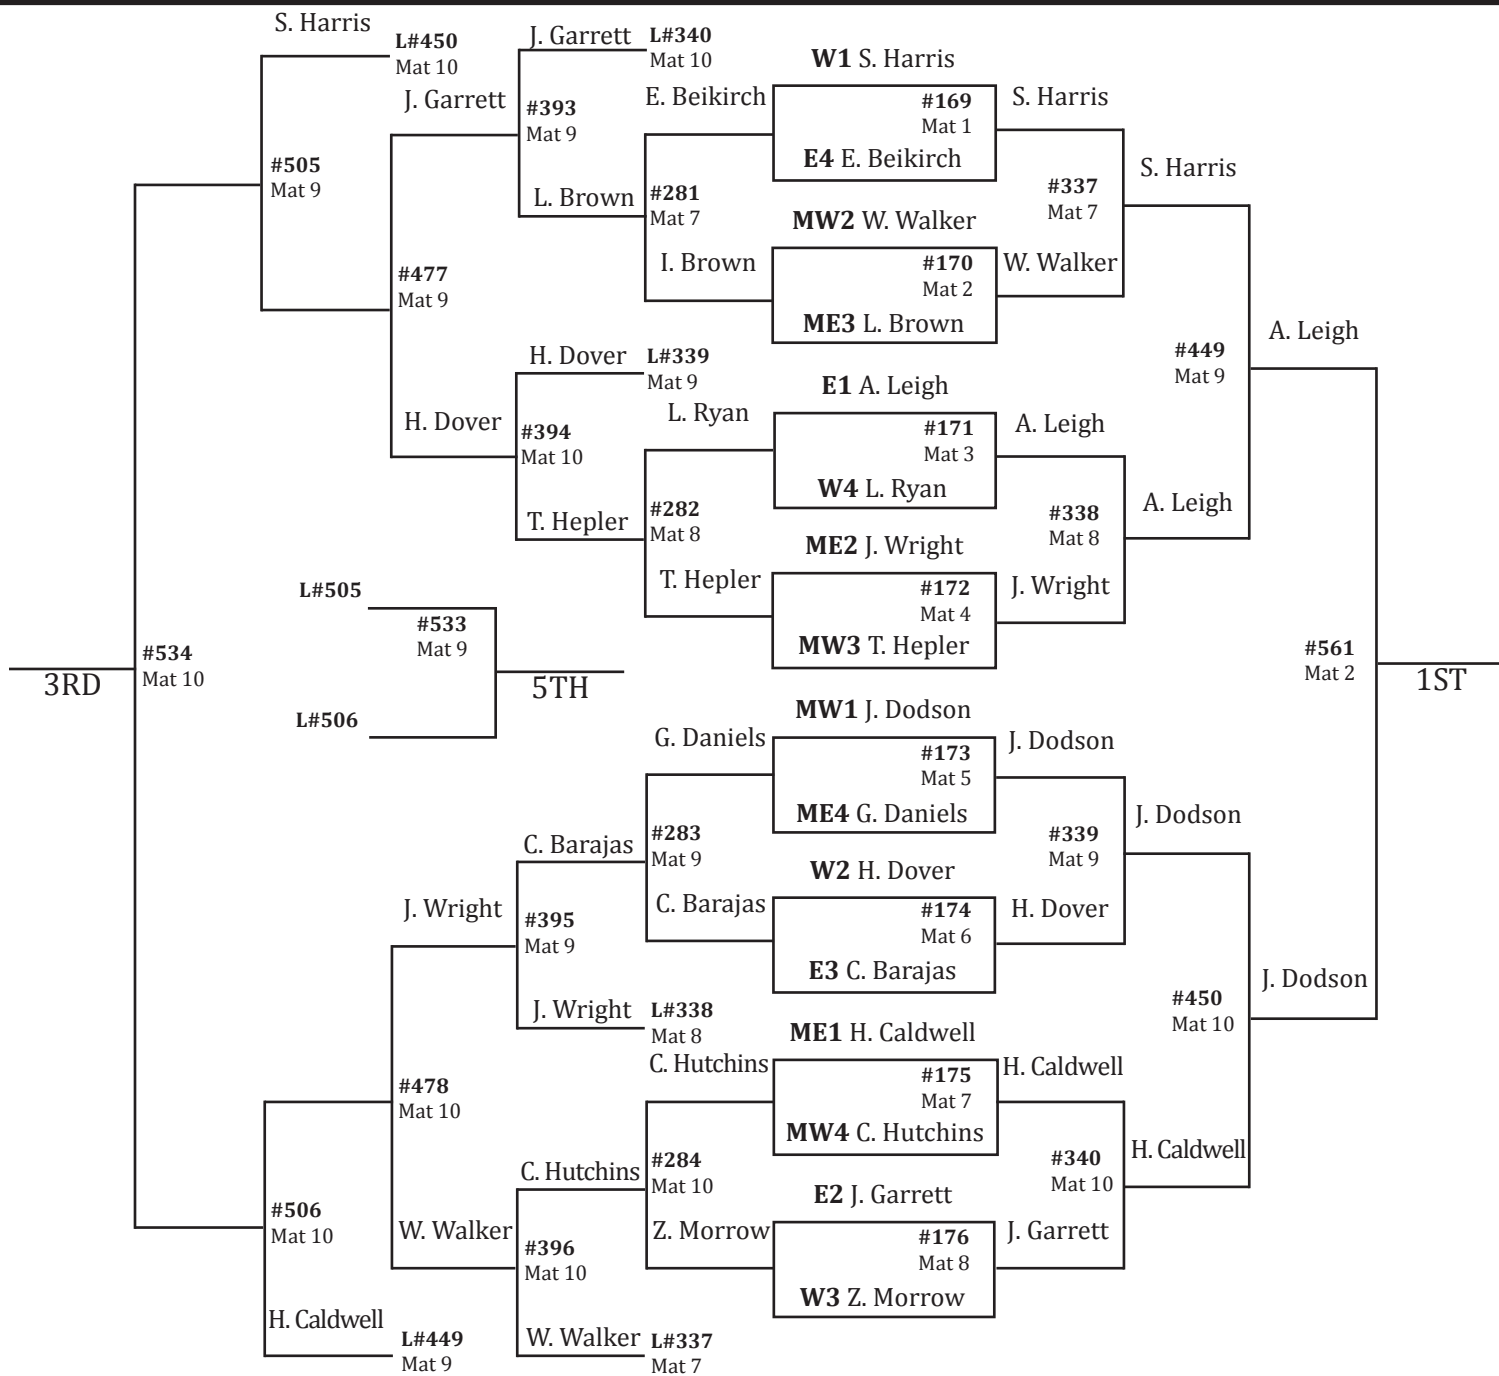 S. Harris
L#450
Mat 10
J. Garrett
L#340
Mat 10
W1 S. Harris
J. Garrett
#393
Mat 9
E. Beikirch
#169
Mat 1
S. Harris
E4 E. Beikirch
#505
Mat 9
L. Brown
#281
Mat 7
#337
Mat 7
S. Harris
MW2 W. Walker
#477
Mat 9
I. Brown
#170
Mat 2
W. Walker
ME3 L. Brown
H. Dover
L#339
Mat 9
#449
Mat 9
A. Leigh
E1 A. Leigh
L. Ryan
H. Dover
#394
Mat 10
#171
Mat 3
A. Leigh
W4 L. Ryan
T. Hepler
#282
Mat 8
#338
Mat 8
A. Leigh
ME2 J. Wright
L#505
T. Hepler
#172
Mat 4
J. Wright
#533
Mat 9
MW3 T. Hepler
3RD
#534
Mat 10
5TH
#561
Mat 2
1ST
L#506
MW1 J. Dodson
G. Daniels
#173
Mat 5
J. Dodson
ME4 G. Daniels
C. Barajas
#283
Mat 9
#339
Mat 9
J. Dodson
W2 H. Dover
J. Wright
#395
Mat 9
C. Barajas
#174
Mat 6
H. Dover
E3 C. Barajas
J. Wright
L#338
Mat 8
#450
Mat 10
J. Dodson
ME1 H. Caldwell
C. Hutchins
#175
Mat 7
H. Caldwell
#478
Mat 10
MW4 C. Hutchins
C. Hutchins
#284
Mat 10
#340
Mat 10
H. Caldwell
E2 J. Garrett
#506
Mat 10
W. Walker
#396
Mat 10
Z. Morrow
#176
Mat 8
J. Garrett
W3 Z. Morrow
H. Caldwell
L#449
Mat 9
W. Walker
L#337
Mat 7